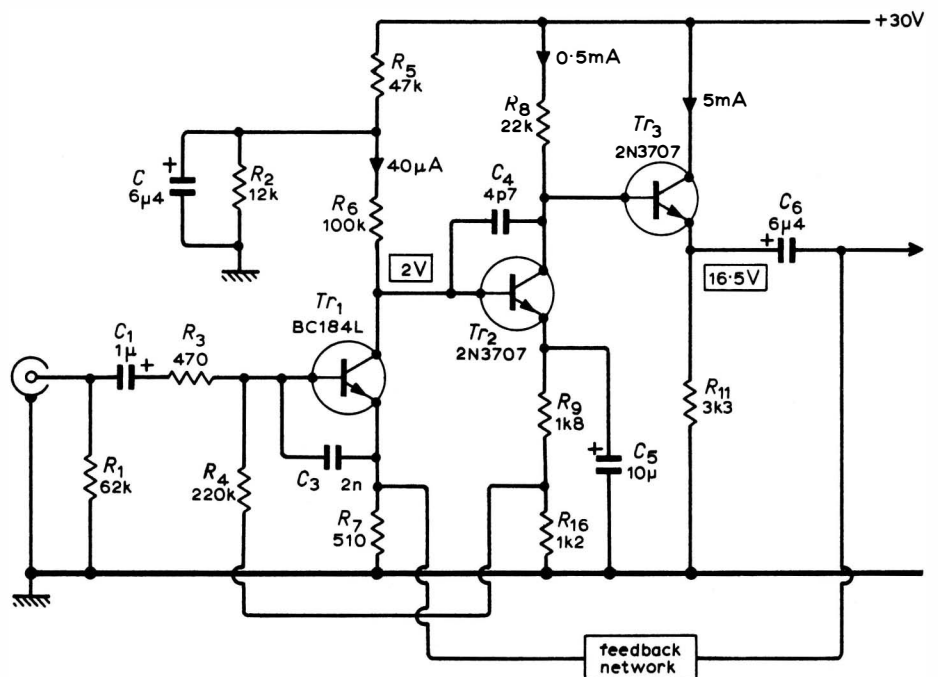 +30V
R5
47k
0·5mA
5mA
R8
22k
Tr3
2N3707
C
6µ4
+
R2
12k
40µA
R6
100k
C4
4p7
C6
6µ4
+
2V
16·5V
Tr1
BC184L
Tr2
2N3707
C1
1µ
+
R3
470
R9
1k8
R11
3k3
+
C5
10µ
R1
62k
R4
220k
C3
2n
R7
510
R16
1k2
feedback
network